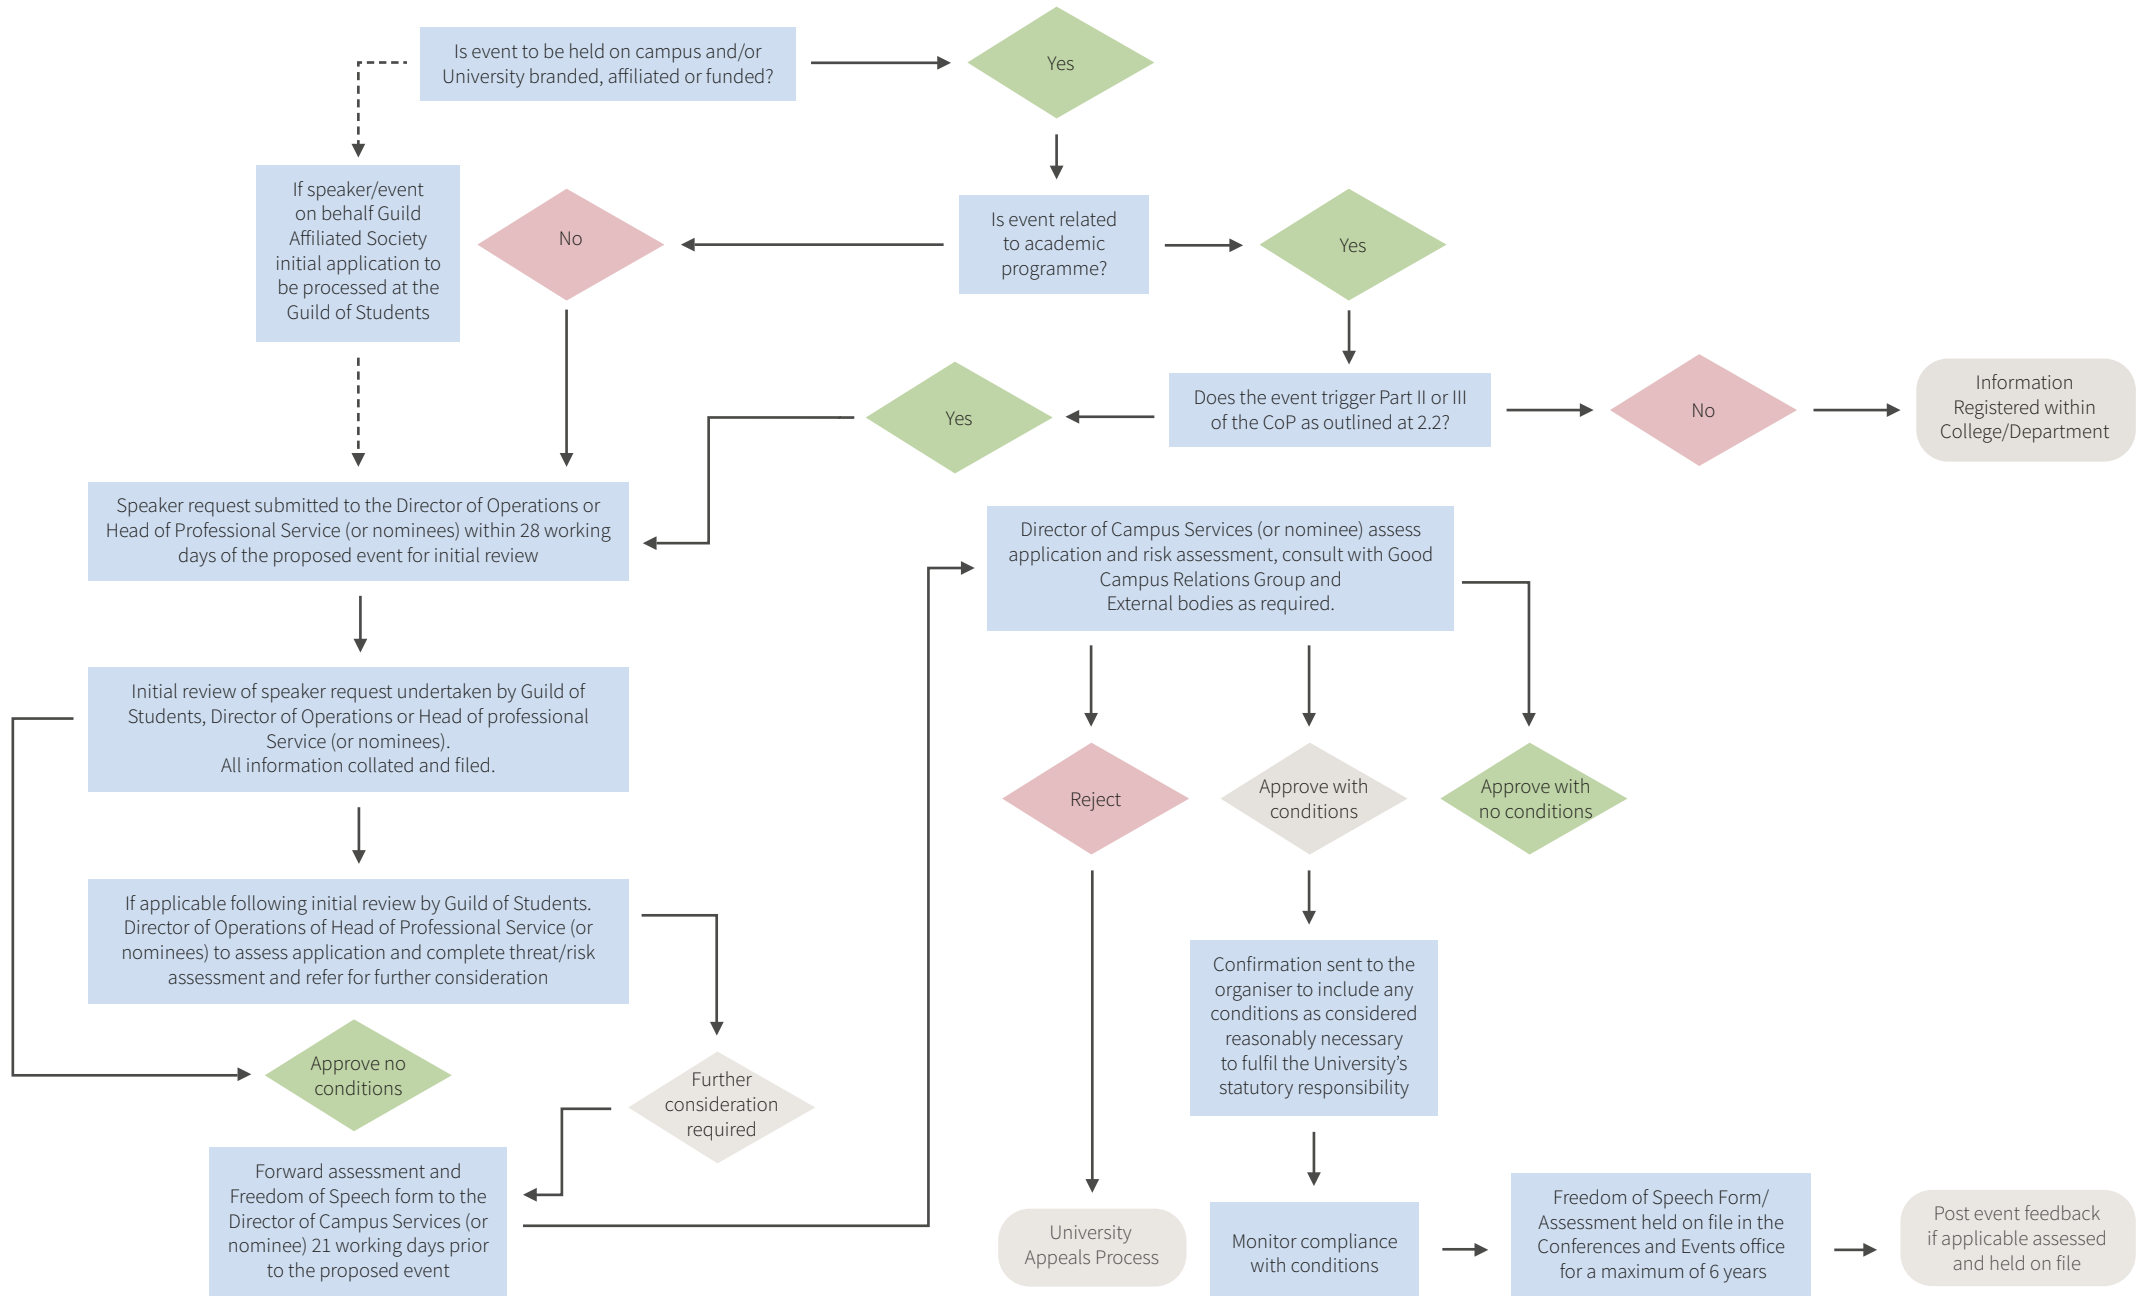 Is event to be held on campus and/or
University branded, affiliated or funded?
Yes
If speaker/event
on behalf Guild
Affiliated Society
initial application to
be processed at the
Guild of Students
No
Is event related
to academic
programme?
Yes
Yes
Does the event trigger Part II or III
of the CoP as outlined at 2.2?
No
Information
Registered within
College/Department
Speaker request submitted to the Director of Operations or
Head of Professional Service (or nominees) within 28 working
days of the proposed event for initial review
Director of Campus Services (or nominee) assess
application and risk assessment, consult with Good
Campus Relations Group and
External bodies as required.
Initial review of speaker request undertaken by Guild of
Students, Director of Operations or Head of professional
Service (or nominees).
All information collated and filed.
Reject
Approve with
conditions
Approve with
no conditions
If applicable following initial review by Guild of Students.
Director of Operations of Head of Professional Service (or
nominees) to assess application and complete threat/risk
assessment and refer for further consideration
Approve no
conditions
Further
consideration
required
Confirmation sent to the
organiser to include any
conditions as considered
reasonably necessary
to fulfil the University's
statutory responsibility
Forward assessment and
Freedom of Speech form to the
Director of Campus Services (or
nominee) 21 working days prior
to the proposed event
University
Appeals Process
Monitor compliance
with conditions
Freedom of Speech Form/
Assessment held on file in the
Conferences and Events office
for a maximum of 6 years
Post event feedback
if applicable assessed
and held on file